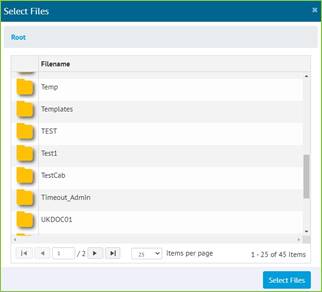 Select Files
Root
Filename
Temp
Templates
TEST
Test1
TestCab
Timeout_Admin
UKDOC01
1 / 2 25 Items per page 1 - 25 of 45 Items
Select Files